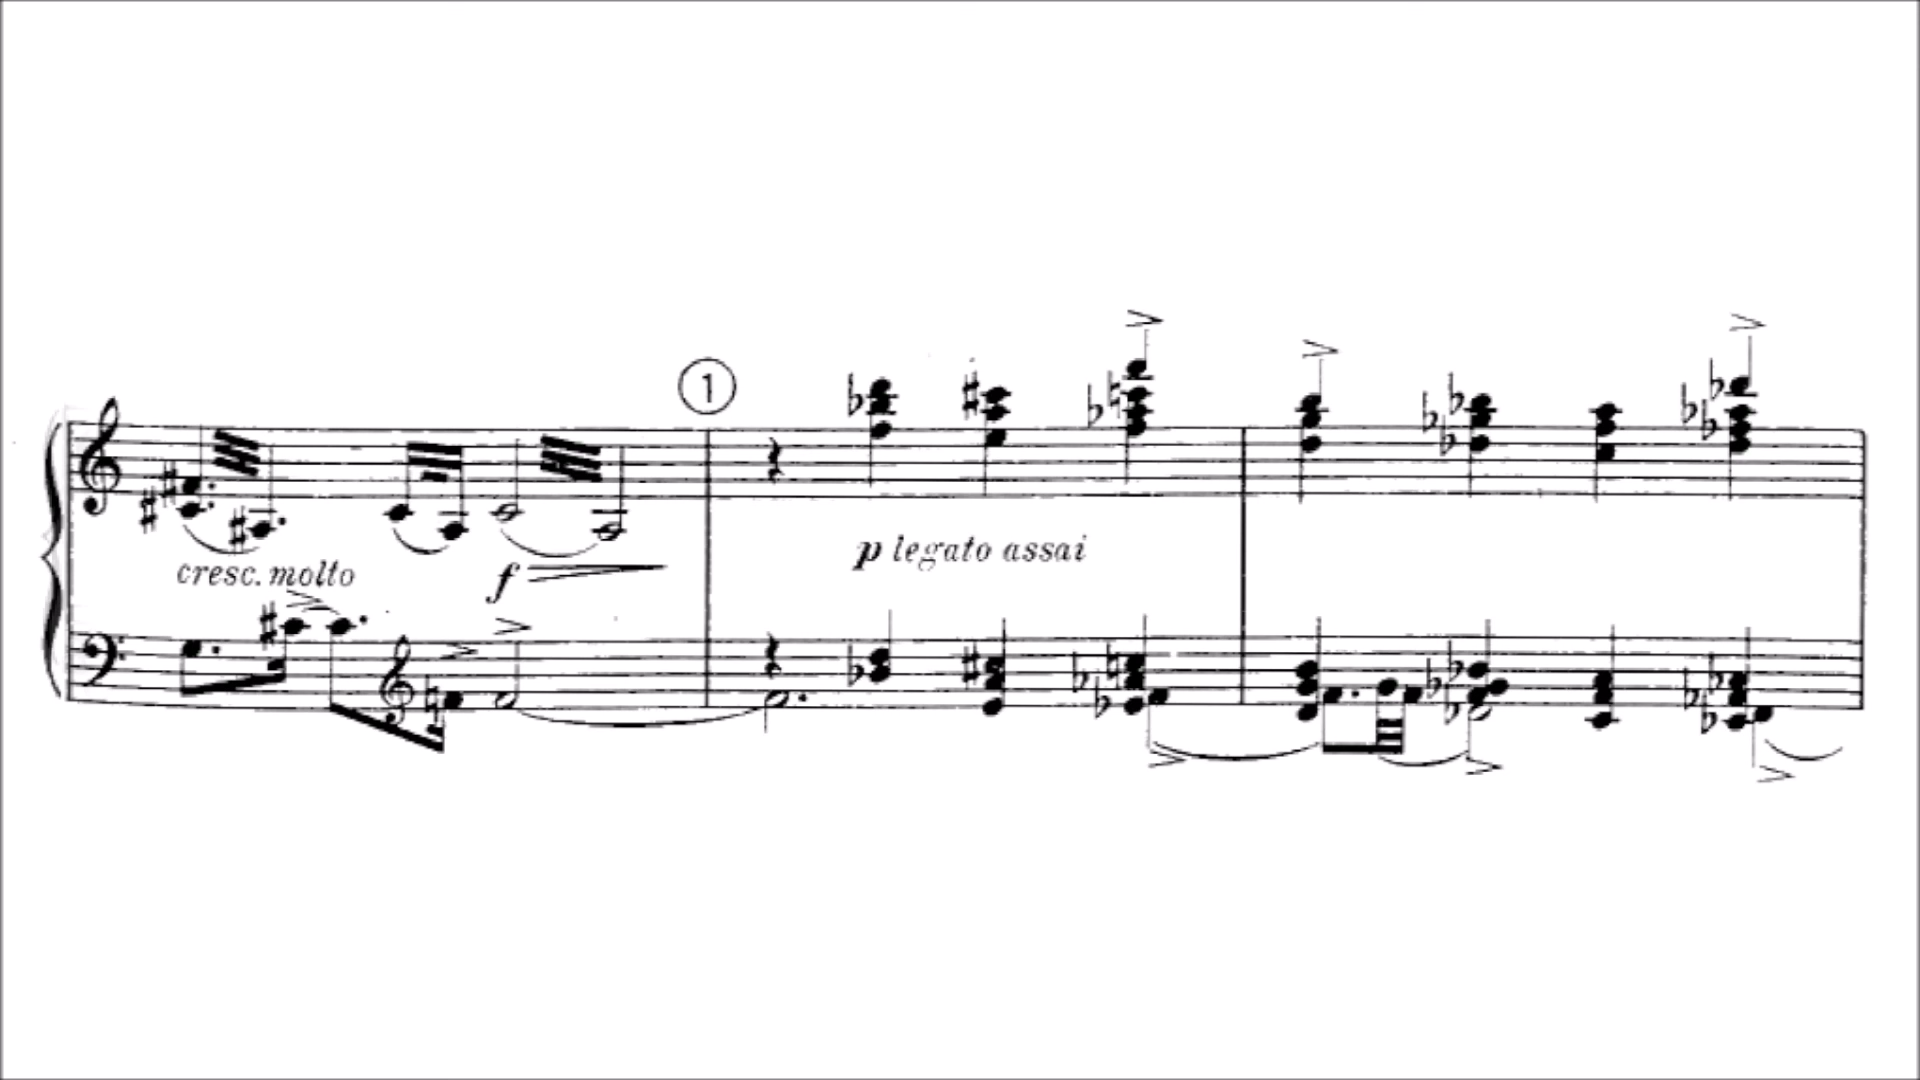 1
p legato assai
cresc. molto
f